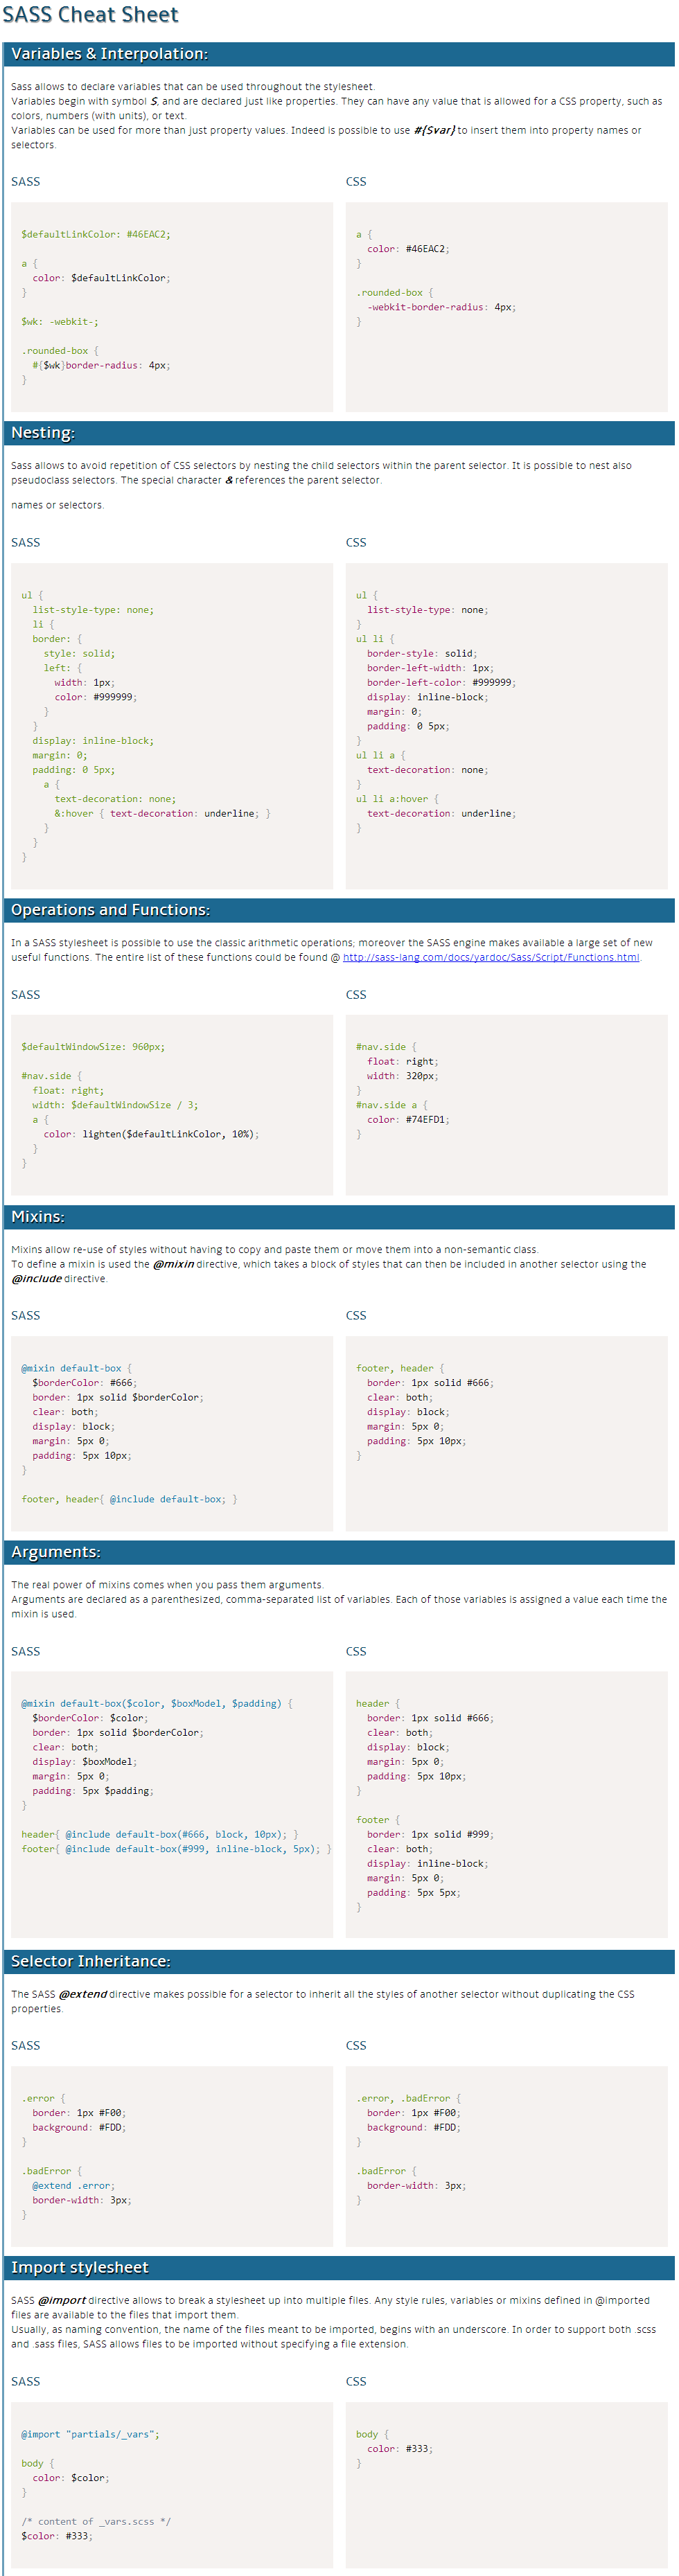 SASS Cheat Sheet
Variables & Interpolation:
Sass allows to declare variables that can be used throughout the stylesheet.
Variables begin with symbol $, and are declared just like properties. They can have any value that is allowed for a CSS property, such as
colors, numbers (with units), or text.
Variables can be used for more than just property values. Indeed is possible to use #{$var} to insert them into property names or
selectors.
SASS
$defaultLinkColor: #46EAC2;
a {
color: $defaultLinkColor;
}
$wk: -webkit-;
.rounded-box {
#{$wk}border-radius: 4px;
}
CSS
a {
color: #46EAC2;
}
.rounded-box {
-webkit-border-radius: 4px;
}
Nesting:
Sass allows to avoid repetition of CSS selectors by nesting the child selectors within the parent selector. It is possible to nest also
pseudoclass selectors. The special character & references the parent selector.
names or selectors.
SASS
ul {
list-style-type: none;
li {
border: {
style: solid;
left: {
width: 1px;
color: #999999;
}
}
display: inline-block;
margin: 0;
padding: 0 5px;
a {
text-decoration: none;
&:hover { text-decoration: underline; }
}
}
}
CSS
ul {
list-style-type: none;
}
ul li {
border-style: solid;
border-left-width: 1px;
border-left-color: #999999;
display: inline-block;
margin: 0;
padding: 0 5px;
}
ul li a {
text-decoration: none;
}
ul li a:hover {
text-decoration: underline;
}
Operations and Functions:
In a SASS stylesheet is possible to use the classic arithmetic operations; moreover the SASS engine makes available a large set of new
useful functions. The entire list of these functions could be found @ http://sass-lang.com/docs/yardoc/Sass/Script/Functions.html.
SASS
$defaultWindowSize: 960px;
#nav.side {
float: right;
width: $defaultWindowSize / 3;
a {
color: lighten($defaultLinkColor, 10%);
}
}
CSS
#nav.side {
float: right;
width: 320px;
}
#nav.side a {
color: #74EFD1;
}
Mixins:
Mixins allow re-use of styles without having to copy and paste them or move them into a non-semantic class.
To define a mixin is used the @mixin directive, which takes a block of styles that can then be included in another selector using the
@include directive.
SASS
@mixin default-box {
$borderColor: #666;
border: 1px solid $borderColor;
clear: both;
display: block;
margin: 5px 0;
padding: 5px 10px;
}
footer, header{ @include default-box; }
CSS
footer, header {
border: 1px solid #666;
clear: both;
display: block;
margin: 5px 0;
padding: 5px 10px;
}
Arguments:
The real power of mixins comes when you pass them arguments.
Arguments are declared as a parenthesized, comma-separated list of variables. Each of those variables is assigned a value each time the
mixin is used.
SASS
@mixin default-box($color, $boxModel, $padding) {
$borderColor: $color;
border: 1px solid $borderColor;
clear: both;
display: $boxModel;
margin: 5px 0;
padding: 5px $padding;
}
header{ @include default-box(#666, block, 10px); }
footer{ @include default-box(#999, inline-block, 5px); }
CSS
header {
border: 1px solid #666;
clear: both;
display: block;
margin: 5px 0;
padding: 5px 10px;
}
footer {
border: 1px solid #999;
clear: both;
display: inline-block;
margin: 5px 0;
padding: 5px 5px;
}
Selector Inheritance:
The SASS @extend directive makes possible for a selector to inherit all the styles of another selector without duplicating the CSS
properties.
SASS
.error {
border: 1px #F00;
background: #FDD;
}
.badError {
@extend .error;
border-width: 3px;
}
CSS
.error, .badError {
border: 1px #F00;
background: #FDD;
}
.badError {
border-width: 3px;
}
Import stylesheet
SASS @import directive allows to break a stylesheet up into multiple files. Any style rules, variables or mixins defined in @imported
files are available to the files that import them.
Usually, as naming convention, the name of the files meant to be imported, begins with an underscore. In order to support both .scss
and .sass files, SASS allows files to be imported without specifying a file extension.
SASS
@import "partials/_vars";
body {
color: $color;
}
/* content of _vars.scss */
$color: #333;
CSS
body {
color: #333;
}